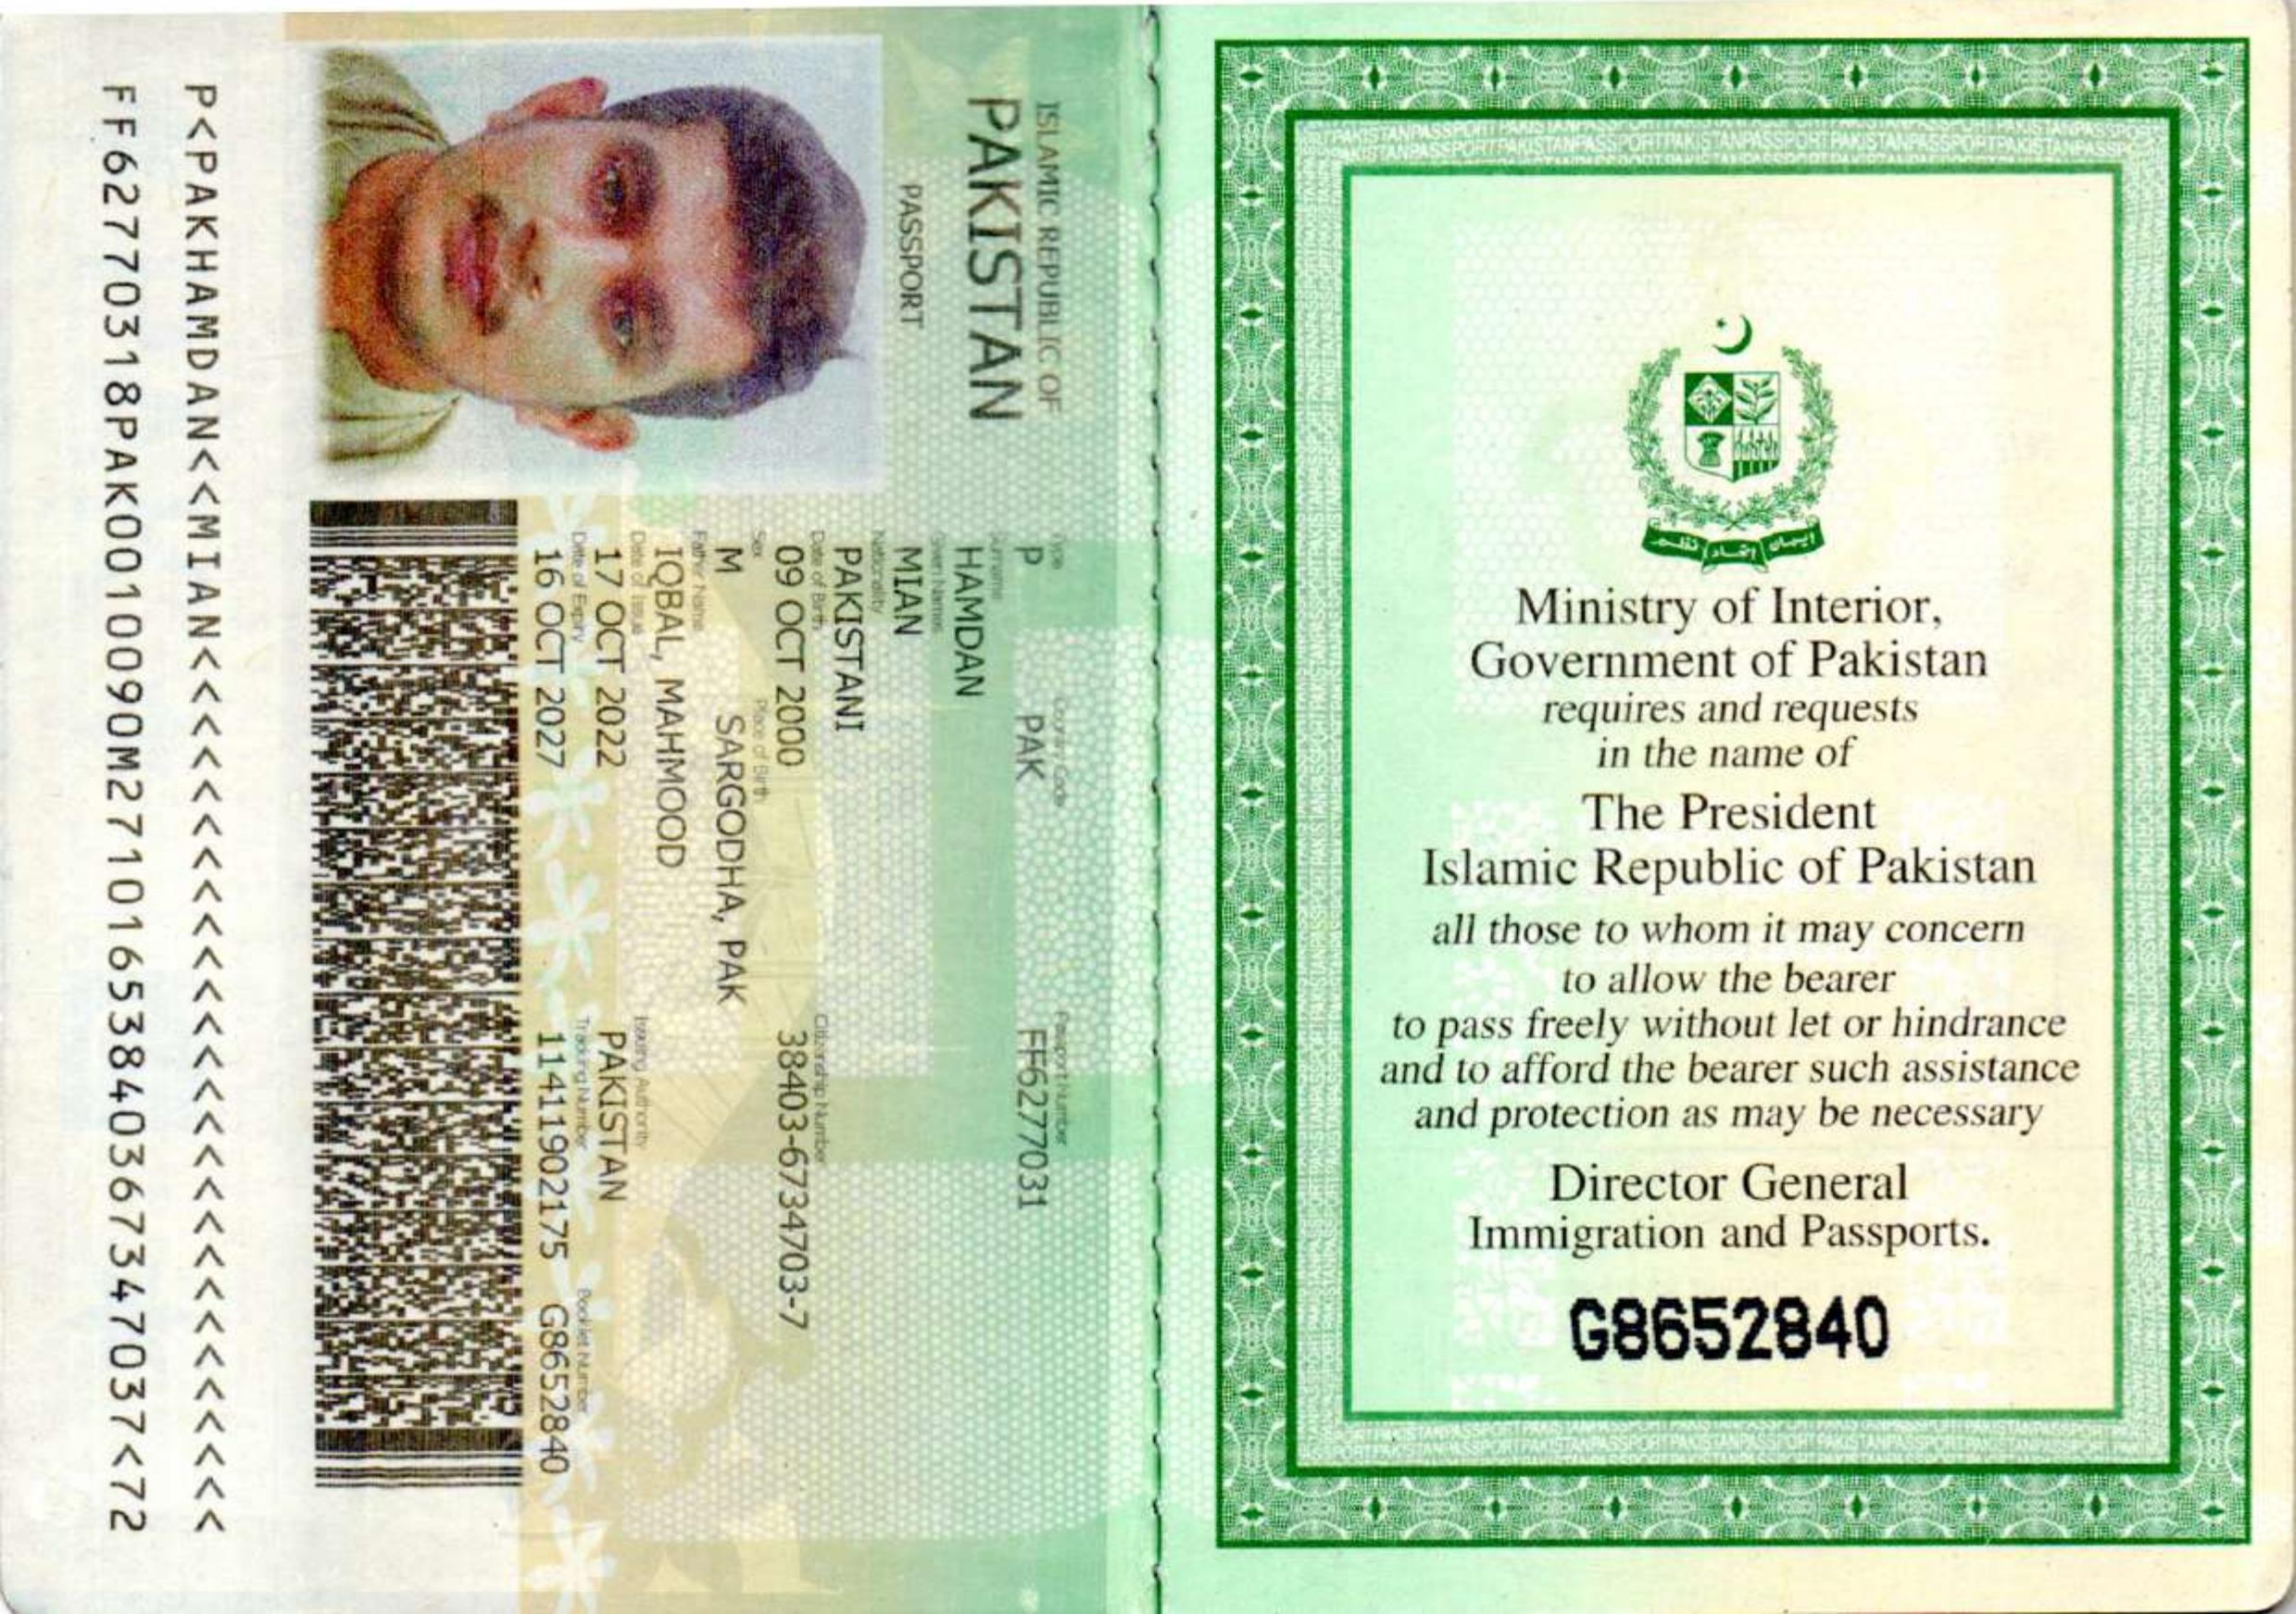 Ministry of Interior,
Government of Pakistan
requires and requests
in the name of
The President
Islamic Republic of Pakistan
all those to whom it may concern
to allow the bearer
to pass freely without let or hindrance
and to afford the bearer such assistance
and protection as may be necessary
Director General
Immigration and Passports.
G8652840
ISLAMIC REPUBLIC OF
PAKISTAN
PASSPORT
Type Country Code Passport Number
P PAK FF6277031
Surname
HAMDAN
Given Names
MIAN
Nationality
PAKISTANI
Date of Birth Citizenship Number
09 OCT 2000 38403-6734703-7
Sex Place of Birth
M SARGODHA, PAK
Father Name
IQBAL, MAHMOOD
Date of Issue Issuing Authority
17 OCT 2022 PAKISTAN
Date of Expiry Tracking Number Booklet Number
16 OCT 2027 11411902175 G8652840
P<PAKHAMDAN<<MIAN<<<<<<<<<<<<<<<<<<<<<<<<<<<
FF62770318PAK0010090M27101653840367347037<72